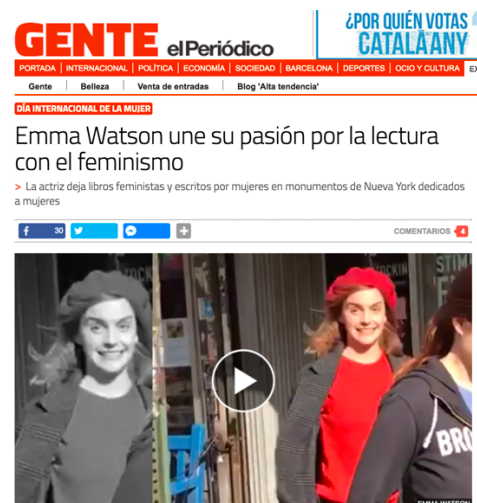 GENTE elPeriódico
¿POR QUIÉN VOTAS
CATALÀ ANY
PORTADA INTERNACIONAL POLÍTICA ECONOMÍA SOCIEDAD BARCELONA DEPORTES OCIO Y CULTURA
Gente Belleza Venta de entradas Blog 'Alta tendencia'
DÍA INTERNACIONAL DE LA MUJER
Emma Watson une su pasión por la lectura
con el feminismo
> La actriz deja libros feministas y escritos por mujeres en monumentos de Nueva York dedicados
a mujeres
30
COMENTARIOS 4
STIM
BRO
EMMA WATSON